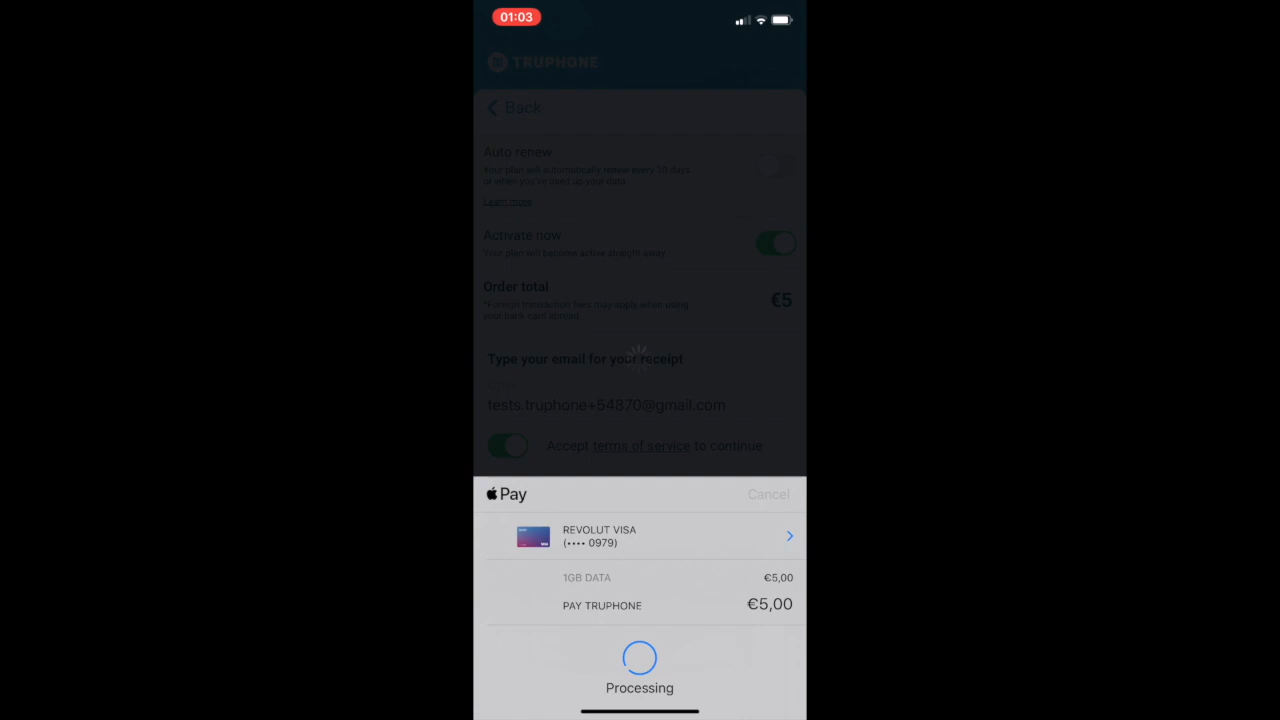 01:03
TRUPHONE
Back
Auto renew
Your plan will automatically renew every 30 days
or when you've used up your data
Learn more
Activate now
Your plan will become active straight away
Order total
€5
*Foreign transaction fees may apply when using
your bank card abroad
Type your email for your receipt
tests.truphone+54870@gmail.com
Accept terms of service to continue
Pay
Cancel
REVOLUT VISA
(•••• 0979)
1GB DATA €5,00
PAY TRUPHONE €5,00
Processing